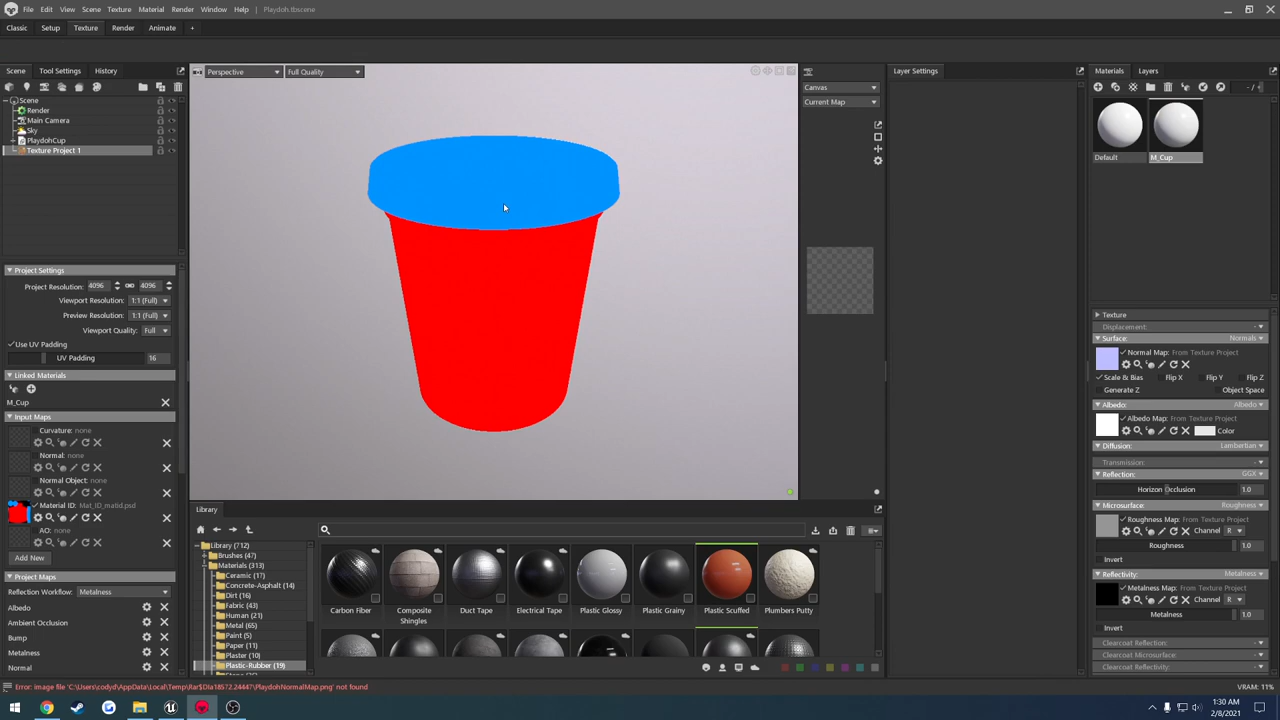 File Edit View Scene Texture Material Render Window Help Playdoh.tbscene
Classic Setup Texture Render Animate +
Scene Tool Settings History
Scene
Render
Main Camera
Sky
PlaydohCup
Texture Project 1
Project Settings
Project Resolution: 4096 4096
Viewport Resolution: 1:1 (Full)
Preview Resolution: 1:1 (Full)
Viewport Quality: Full
Use UV Padding
UV Padding 16
Linked Materials
M_Cup
Input Maps
Curvature: none
Normal: none
Normal Object: none
Material ID: Mat_ID_matid.psd
AO: none
Add New
Project Maps
Reflection Workflow: Metalness
Albedo
Ambient Occlusion
Bump
Metalness
Normal
Perspective Full Quality
Canvas
Current Map
Layer Settings
Library
Library (712)
Brushes (47)
Materials (313)
Ceramic (17)
Concrete-Asphalt (14)
Dirt (16)
Fabric (43)
Human (21)
Metal (65)
Paint (5)
Paper (11)
Plaster (10)
Plastic-Rubber (19)
Carbon Fiber
Composite Shingles
Duct Tape
Electrical Tape
Plastic Glossy
Plastic Grainy
Plastic Scuffed
Plumbers Putty
Materials Layers
- / +
Default M_Cup
Texture
Displacement:
Surface: Normals
Normal Map: From Texture Project
Scale & Bias Flip X Flip Y Flip Z
Generate Z Object Space
Albedo: Albedo
Albedo Map: From Texture Project
Color
Diffusion: Lambertian
Transmission:
Reflection: GGX
Horizon Occlusion 1.0
Microsurface: Roughness
Roughness Map: From Texture Project
Channel R
Roughness 1.0
Invert
Reflectivity: Metalness
Metalness Map: From Texture Project
Channel R
Metalness 1.0
Invert
Clearcoat Reflection:
Clearcoat Microsurface:
Clearcoat Reflectivity:
VRAM: 11%
1:30 AM
2/8/2021